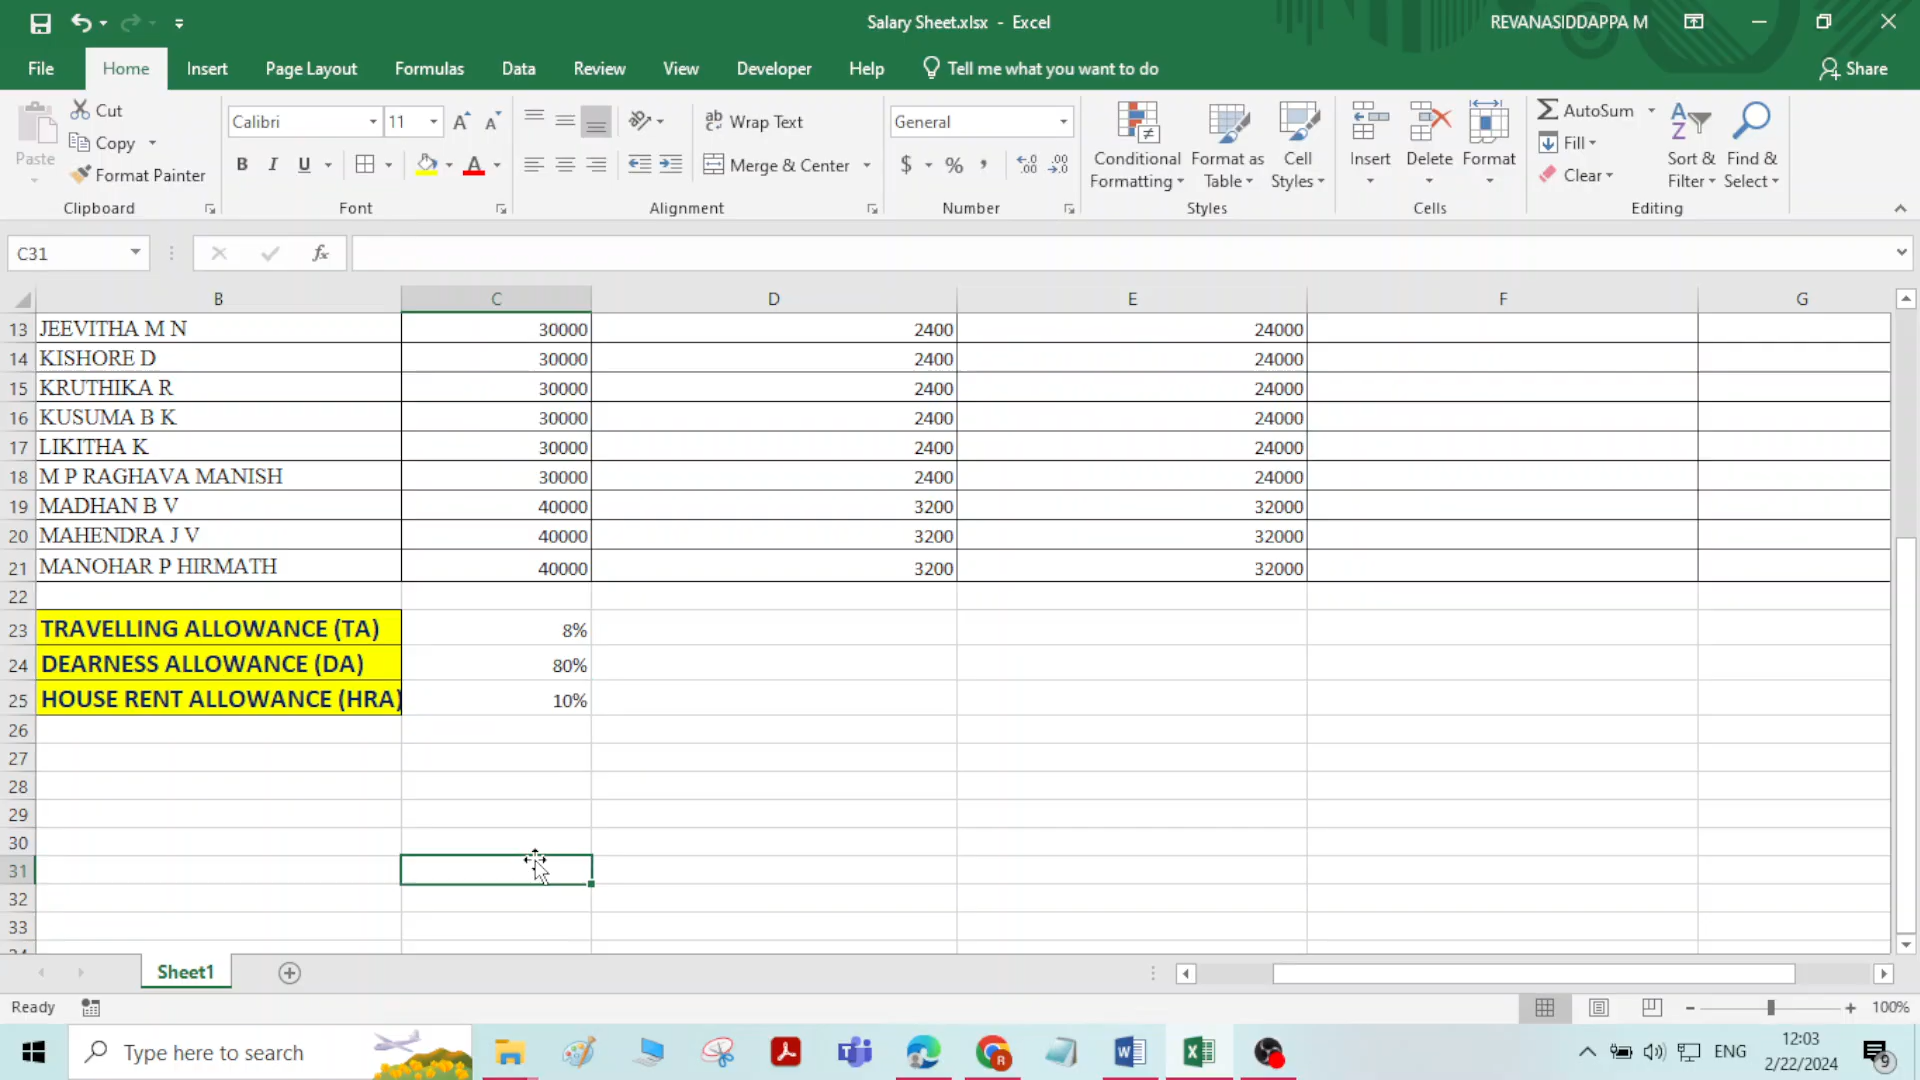 Salary Sheet.xlsx - Excel
REVANASIDDAPPA M
File Home Insert Page Layout Formulas Data Review View Developer Help Tell me what you want to do Share
Cut
Copy
Format Painter
Paste
Clipboard
Calibri 11
B I U A
Font
Wrap Text
Merge & Center
Alignment
General
$ % ,
Number
Conditional Formatting
Format as Table
Cell Styles
Styles
Insert Delete Format
Cells
AutoSum
Fill
Clear
Sort & Filter
Find & Select
Editing
C31 fx
B C D E F G
13 JEEVITHA M N 30000 2400 24000
14 KISHORE D 30000 2400 24000
15 KRUTHIKA R 30000 2400 24000
16 KUSUMA B K 30000 2400 24000
17 LIKITHA K 30000 2400 24000
18 M P RAGHAVA MANISH 30000 2400 24000
19 MADHAN B V 40000 3200 32000
20 MAHENDRA J V 40000 3200 32000
21 MANOHAR P HIRMATH 40000 3200 32000
22
23 TRAVELLING ALLOWANCE (TA) 8%
24 DEARNESS ALLOWANCE (DA) 80%
25 HOUSE RENT ALLOWANCE (HRA) 10%
26
27
28
29
30
31
32
33
Sheet1
Ready 100%
Type here to search
ENG
12:03
2/22/2024
9